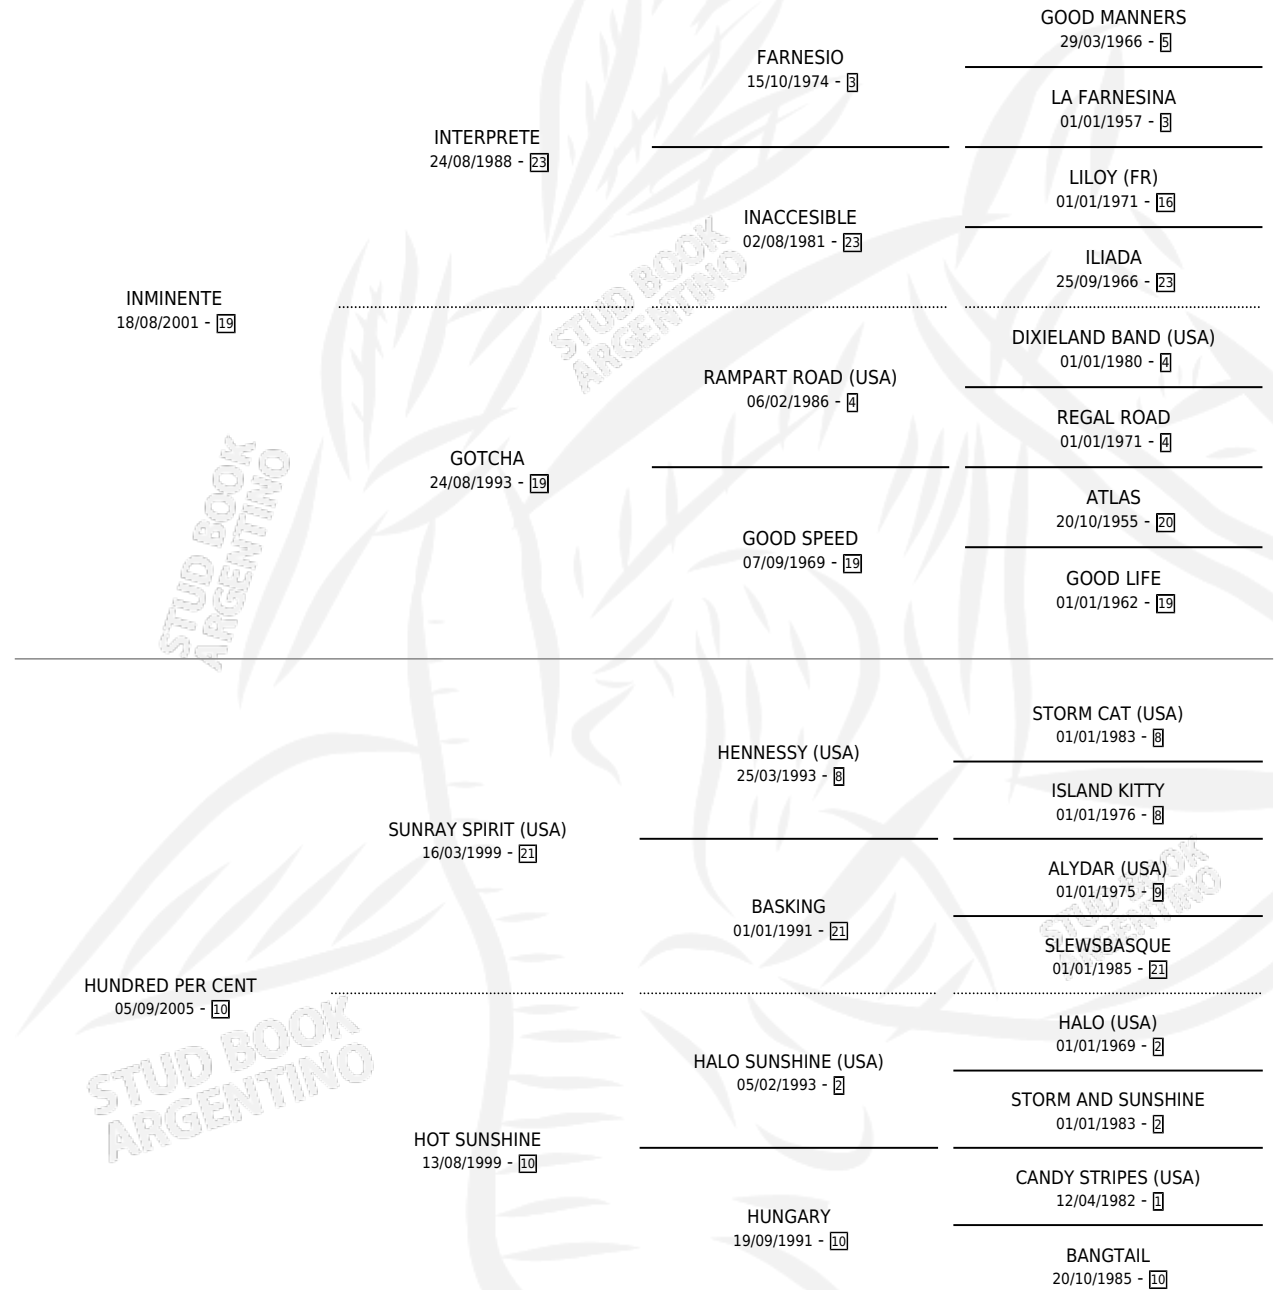 GOOD MANNERS
29/03/1966 - 5
FARNESIO
15/10/1974 - 3
LA FARNESINA
01/01/1957 - 3
INTERPRETE
24/08/1988 - 23
LILOY (FR)
01/01/1971 - 16
INACCESIBLE
02/08/1981 - 23
ILIADA
25/09/1966 - 23
INMINENTE
18/08/2001 - 19
DIXIELAND BAND (USA)
01/01/1980 - 4
RAMPART ROAD (USA)
06/02/1986 - 4
REGAL ROAD
01/01/1971 - 4
GOTCHA
24/08/1993 - 19
ATLAS
20/10/1955 - 20
GOOD SPEED
07/09/1969 - 19
GOOD LIFE
01/01/1962 - 19
STUD BOOK
ARGENTINO
STUD BOOK
ARGENTINO
STORM CAT (USA)
01/01/1983 - 8
HENNESSY (USA)
25/03/1993 - 8
ISLAND KITTY
01/01/1976 - 8
SUNRAY SPIRIT (USA)
16/03/1999 - 21
ALYDAR (USA)
01/01/1975 - 9
BASKING
01/01/1991 - 21
SLEWSBASQUE
01/01/1985 - 21
HUNDRED PER CENT
05/09/2005 - 10
HALO (USA)
01/01/1969 - 2
HALO SUNSHINE (USA)
05/02/1993 - 2
STORM AND SUNSHINE
01/01/1983 - 2
HOT SUNSHINE
13/08/1999 - 10
CANDY STRIPES (USA)
12/04/1982 - 1
HUNGARY
19/09/1991 - 10
BANGTAIL
20/10/1985 - 10
STUD BOOK
ARGENTINO
STUD BOOK
ARGENTINO